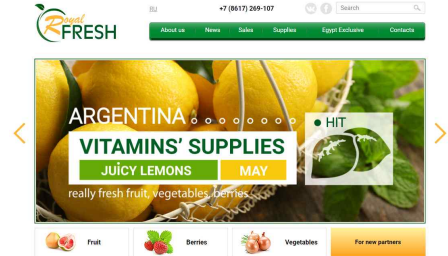 Royal
FRESH
RU
+7 (8617) 269-107
Search
About us
News
Sales
Supplies
Egypt Exclusive
Contacts
ARGENTINA
HIT
VITAMINS' SUPPLIES
JUICY LEMONS
MAY
really fresh fruit, vegetables, berries
Fruit
Berries
Vegetables
For new partners